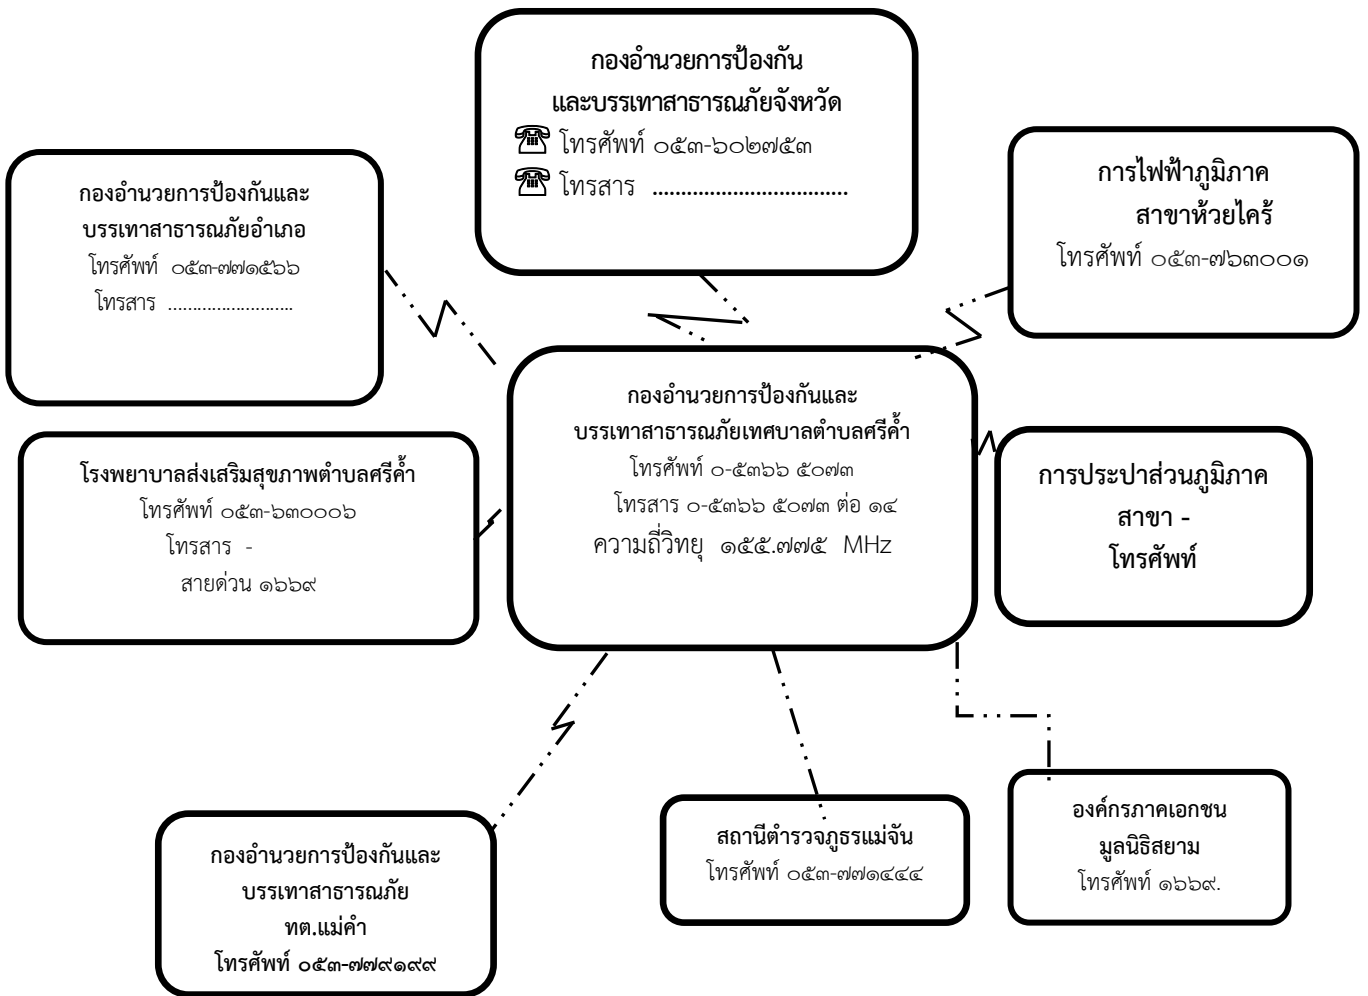 กองอำนวยการป้องกัน
และบรรเทาสาธารณภัยจังหวัด
โทรศัพท์ ๐๕๓-๖๐๒๗๕๓
โทรสาร .................................
กองอำนวยการป้องกันและ
บรรเทาสาธารณภัยอำเภอ
โทรศัพท์ ๐๕๓-๗๗๑๕๖๖
โทรสาร .........................
การไฟฟ้าภูมิภาค
สาขาห้วยไคร้
โทรศัพท์ ๐๕๓-๗๖๓๐๐๑
กองอำนวยการป้องกันและ
บรรเทาสาธารณภัยเทศบาลตำบลศรีค้ำ
โทรศัพท์ ๐-๕๓๖๖ ๕๐๗๓
โทรสาร ๐-๕๓๖๖ ๕๐๗๓ ต่อ ๑๔
ความถี่วิทยุ ๑๕๕.๗๗๕ MHz
โรงพยาบาลส่งเสริมสุขภาพตำบลศรีค้ำ
โทรศัพท์ ๐๕๓-๖๓๐๐๐๖
โทรสาร -
สายด่วน ๑๖๖๙
การประปาส่วนภูมิภาค
สาขา -
โทรศัพท์
กองอำนวยการป้องกันและ
บรรเทาสาธารณภัย
ทต.แม่คำ
โทรศัพท์ ๐๕๓-๗๗๙๑๙๙
สถานีตำรวจภูธรแม่จัน
โทรศัพท์ ๐๕๓-๗๗๑๔๔๔
องค์กรภาคเอกชน
มูลนิธิสยาม
โทรศัพท์ ๑๖๖๙.